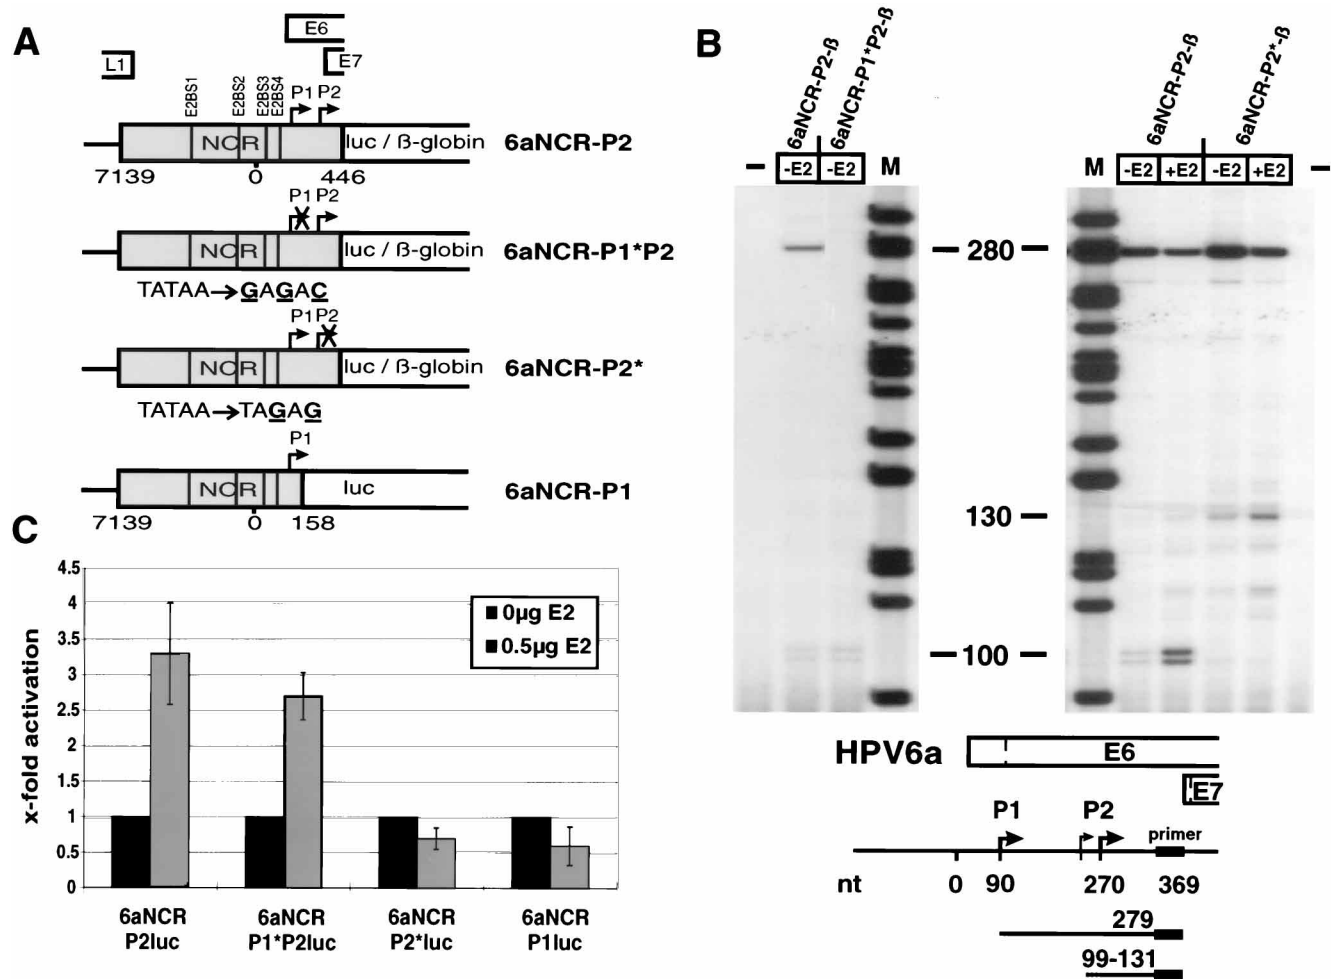 A
E6
L1
E7
E2BS1
E2BS2
E2BS3
E2BS4
P1 P2
NCR
luc / ß-globin
6aNCR-P2
7139
0
446
P1 P2
NCR
luc / ß-globin
6aNCR-P1*P2
TATAA→GAGAC
P1 P2
NCR
luc / ß-globin
6aNCR-P2*
TATAA→TAGAG
P1
NCR
luc
6aNCR-P1
7139
0
158
B
6aNCR-P2-ß
6aNCR-P1*P2-ß
–
-E2
-E2
M
6aNCR-P2-ß
6aNCR-P2*-ß
M
-E2
+E2
-E2
+E2
–
280
130
100
HPV6a
E6
E7
P1
P2
primer
nt
0
90
270
369
279
99-131
C
x-fold activation
4.5
4
3.5
3
2.5
2
1.5
1
0.5
0
0µg E2
0.5µg E2
6aNCR
P2luc
6aNCR
P1*P2luc
6aNCR
P2*luc
6aNCR
P1luc